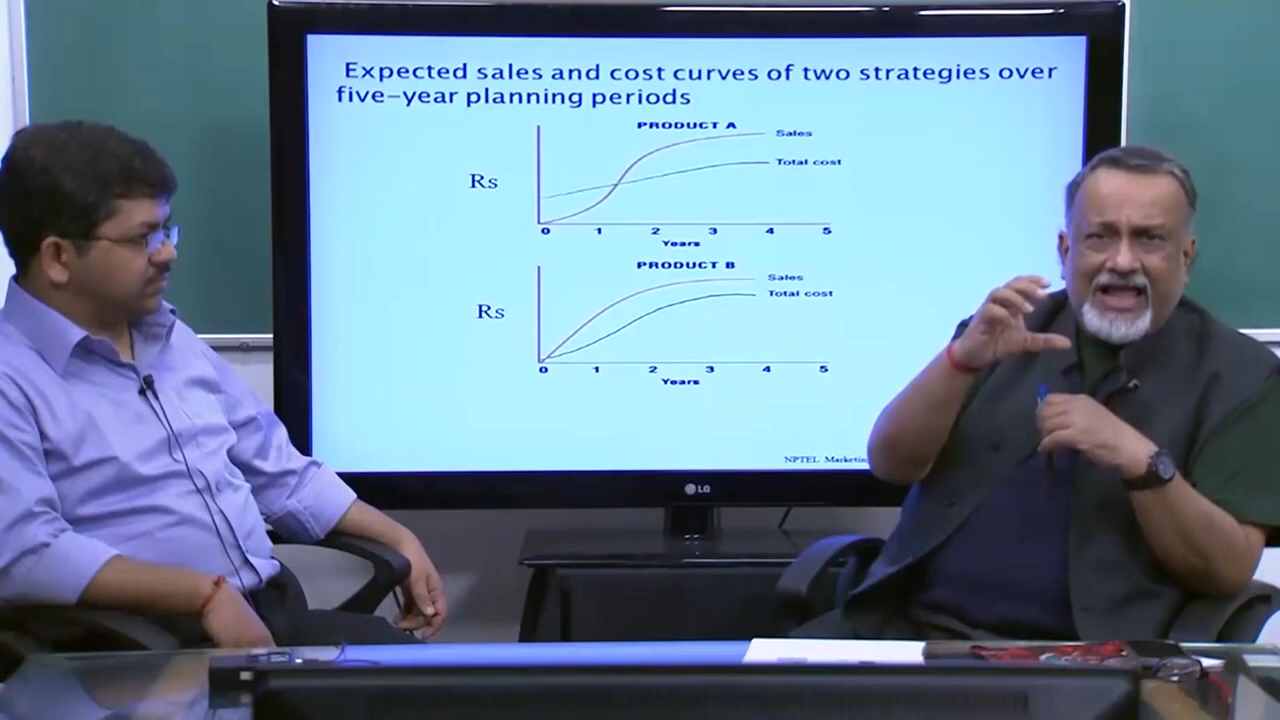 Expected sales and cost curves of two strategies over
five-year planning periods
PRODUCT A
Sales
Total cost
Rs
0 1 2 3 4 5
Years
PRODUCT B
Sales
Total cost
Rs
0 1 2 3 4 5
Years
NPTEL Marketin
LG